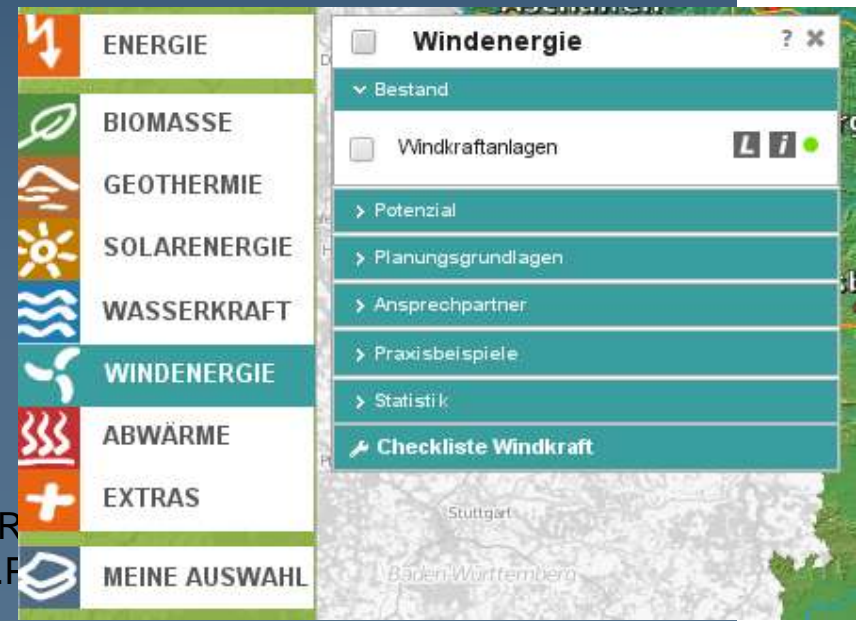 ENERGIE
BIOMASSE
GEOTHERMIE
SOLARENERGIE
WASSERKRAFT
WINDENERGIE
ABWÄRME
EXTRAS
MEINE AUSWAHL
Windenergie ? ×
Bestand
Windkraftanlagen L i
Potenzial
Planungsgrundlagen
Ansprechpartner
Praxisbeispiele
Statistik
Checkliste Windkraft
Stuttgart
Baden-Württemberg